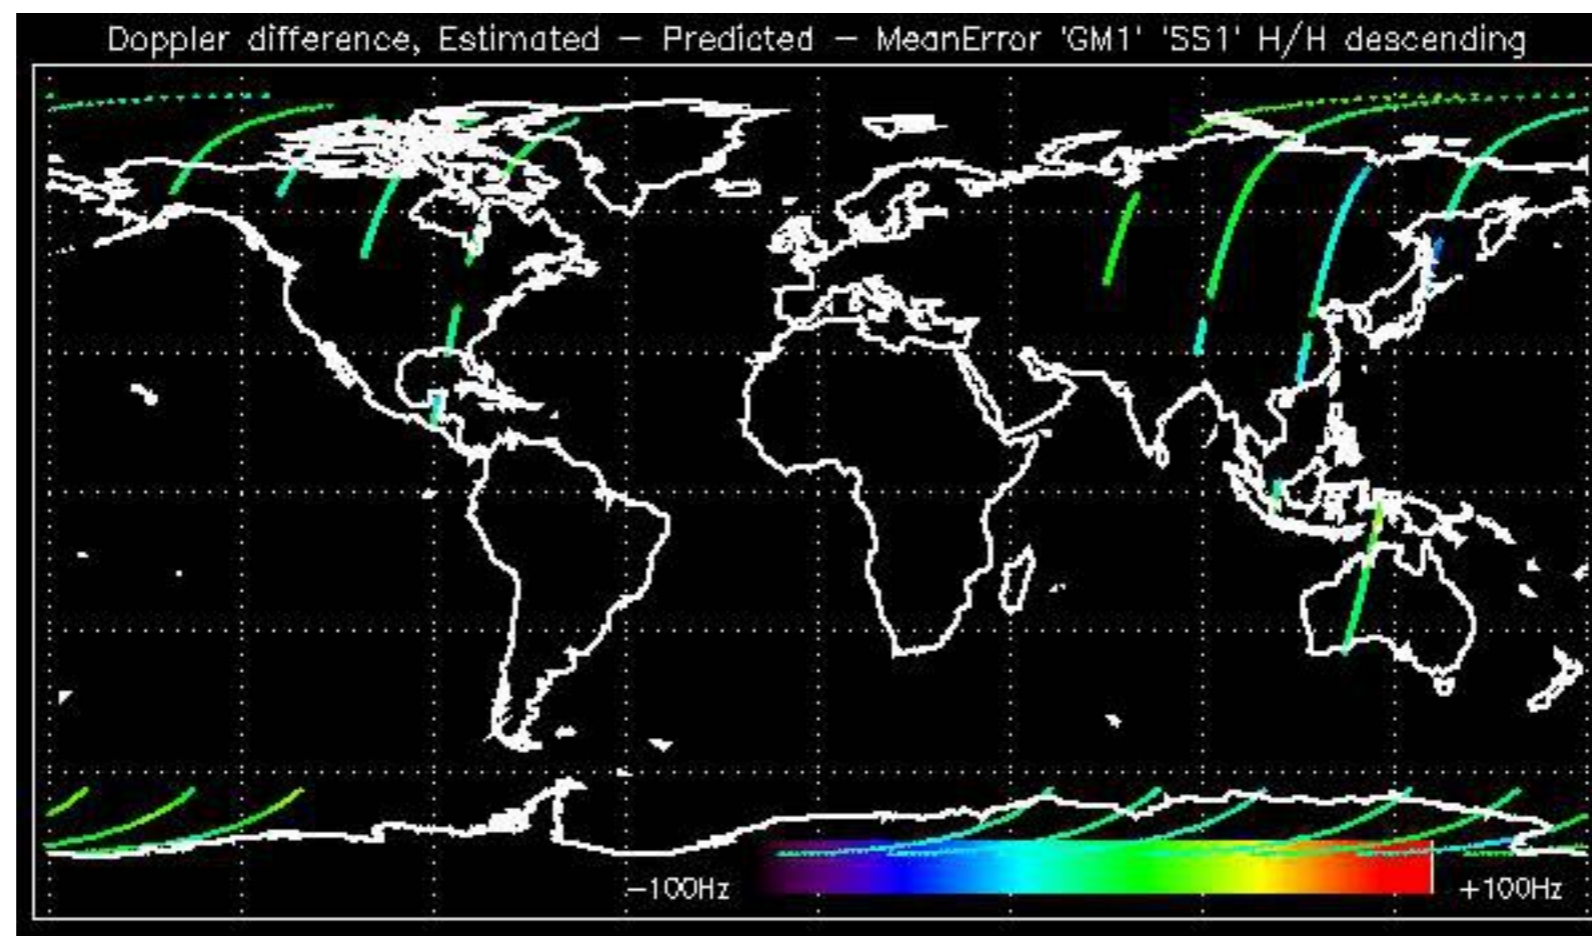 Doppler difference, Estimated – Predicted – MeanError 'GM1' 'SS1' H/H descending
−100Hz
+100Hz